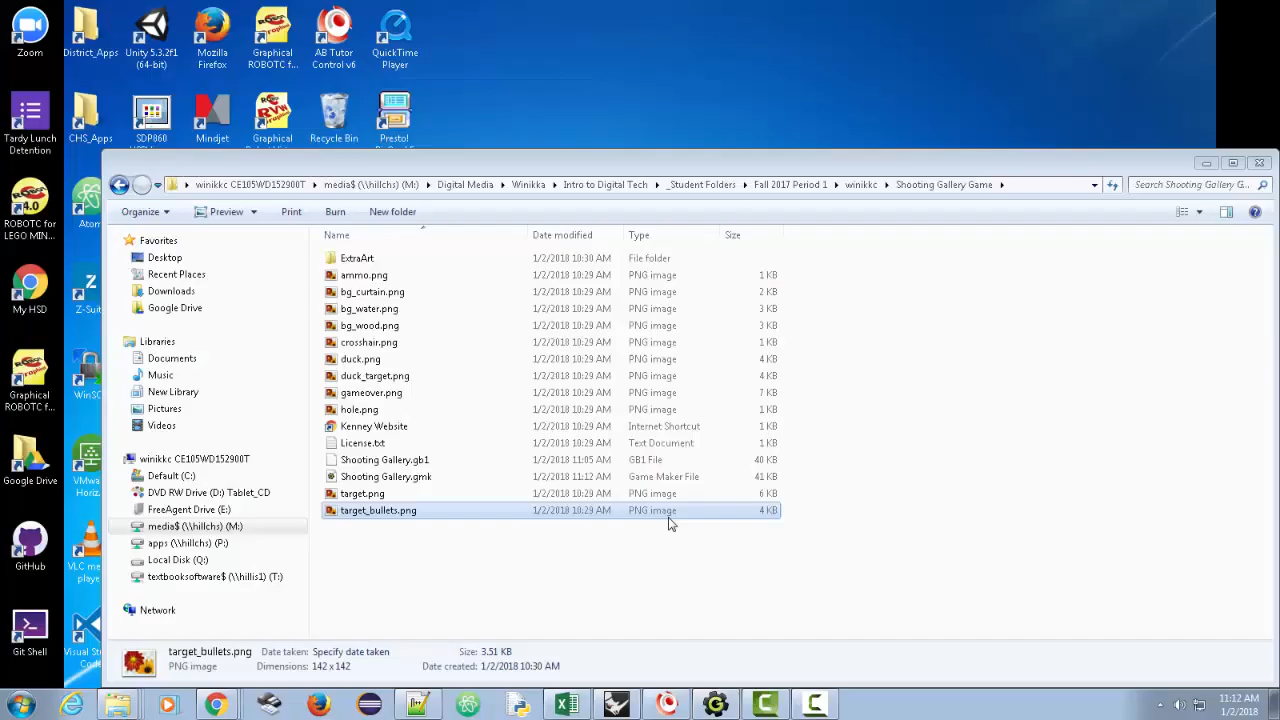 Zoom
District_Apps
Unity 5.3.2f1
(64-bit)
Mozilla
Firefox
Graphical
ROBOTC f...
AB Tutor
Control v6
QuickTime
Player
Tardy Lunch
Detention
CHS_Apps
SDP860
Mindjet
Graphical
Recycle Bin
Presto!
winikkc CE105WD152900T
media$ (\\hillchs) (M:)
Digital Media
Winikka
Intro to Digital Tech
_Student Folders
Fall 2017 Period 1
winikkc
Shooting Gallery Game
Search Shooting Gallery G...
Organize
Preview
Print
Burn
New folder
Name
Date modified
Type
Size
Favorites
Desktop
Recent Places
Downloads
Google Drive
Libraries
Documents
Music
New Library
Pictures
Videos
winikkc CE105WD152900T
Default (C:)
DVD RW Drive (D:) Tablet_CD
FreeAgent Drive (E:)
media$ (\\hillchs) (M:)
apps (\\hillchs) (P:)
Local Disk (Q:)
textbooksoftware$ (\\hillis1) (T:)
Network
ExtraArt 1/2/2018 10:30 AM File folder
ammo.png 1/2/2018 10:29 AM PNG image 1 KB
bg_curtain.png 1/2/2018 10:29 AM PNG image 2 KB
bg_water.png 1/2/2018 10:29 AM PNG image 3 KB
bg_wood.png 1/2/2018 10:29 AM PNG image 3 KB
crosshair.png 1/2/2018 10:29 AM PNG image 1 KB
duck.png 1/2/2018 10:29 AM PNG image 4 KB
duck_target.png 1/2/2018 10:29 AM PNG image 4 KB
gameover.png 1/2/2018 10:29 AM PNG image 7 KB
hole.png 1/2/2018 10:29 AM PNG image 1 KB
Kenney Website 1/2/2018 10:29 AM Internet Shortcut 1 KB
License.txt 1/2/2018 10:29 AM Text Document 1 KB
Shooting Gallery.gb1 1/2/2018 11:05 AM GB1 File 40 KB
Shooting Gallery.gmk 1/2/2018 11:12 AM Game Maker File 41 KB
target.png 1/2/2018 10:29 AM PNG image 6 KB
target_bullets.png 1/2/2018 10:29 AM PNG image 4 KB
ROBOTC for
LEGO MIN...
Atom
My HSD
Z-Sui
Graphical
ROBOTC f...
WinSC
Google Drive
VMwa
Horiz
GitHub
VLC me
playe
Git Shell
Visual St
Cod
target_bullets.png
PNG image
Date taken: Specify date taken
Dimensions: 142 x 142
Size: 3.51 KB
Date created: 1/2/2018 10:30 AM
11:12 AM
1/2/2018